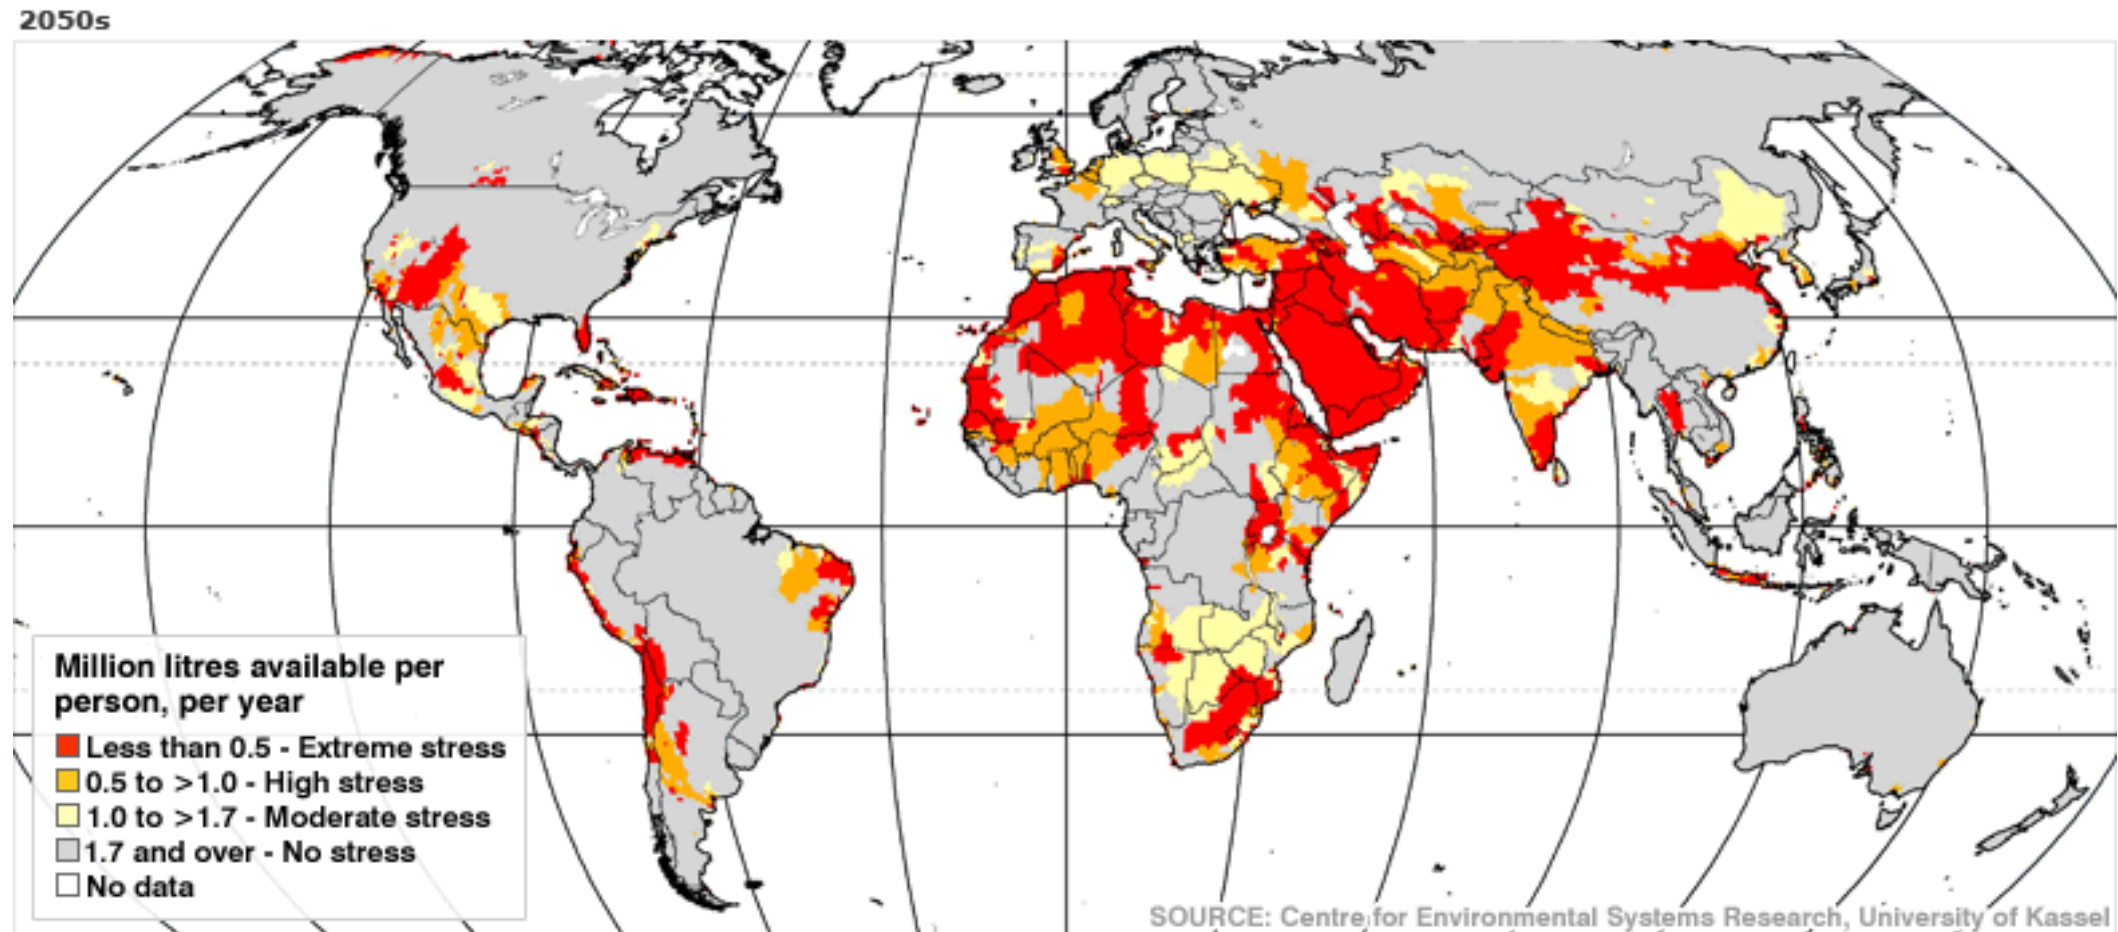 2050s
Million litres available per
person, per year
Less than 0.5 - Extreme stress
0.5 to >1.0 - High stress
1.0 to >1.7 - Moderate stress
1.7 and over - No stress
No data
SOURCE: Centre for Environmental Systems Research, University of Kassel